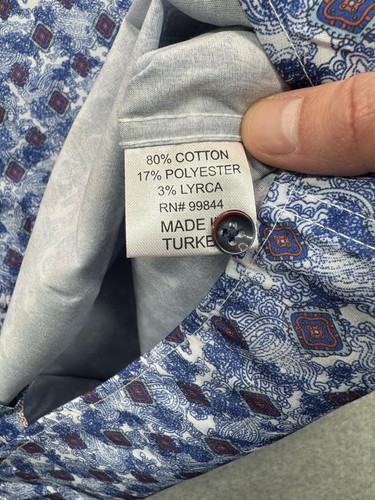 80% COTTON
17% POLYESTER
3% LYRCA
RN# 99844
MADE
TURKE